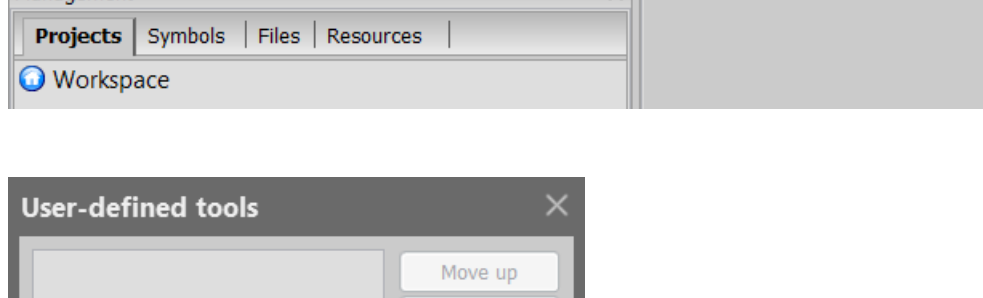 Projects Symbols Files Resources
Workspace
User-defined tools
Move up